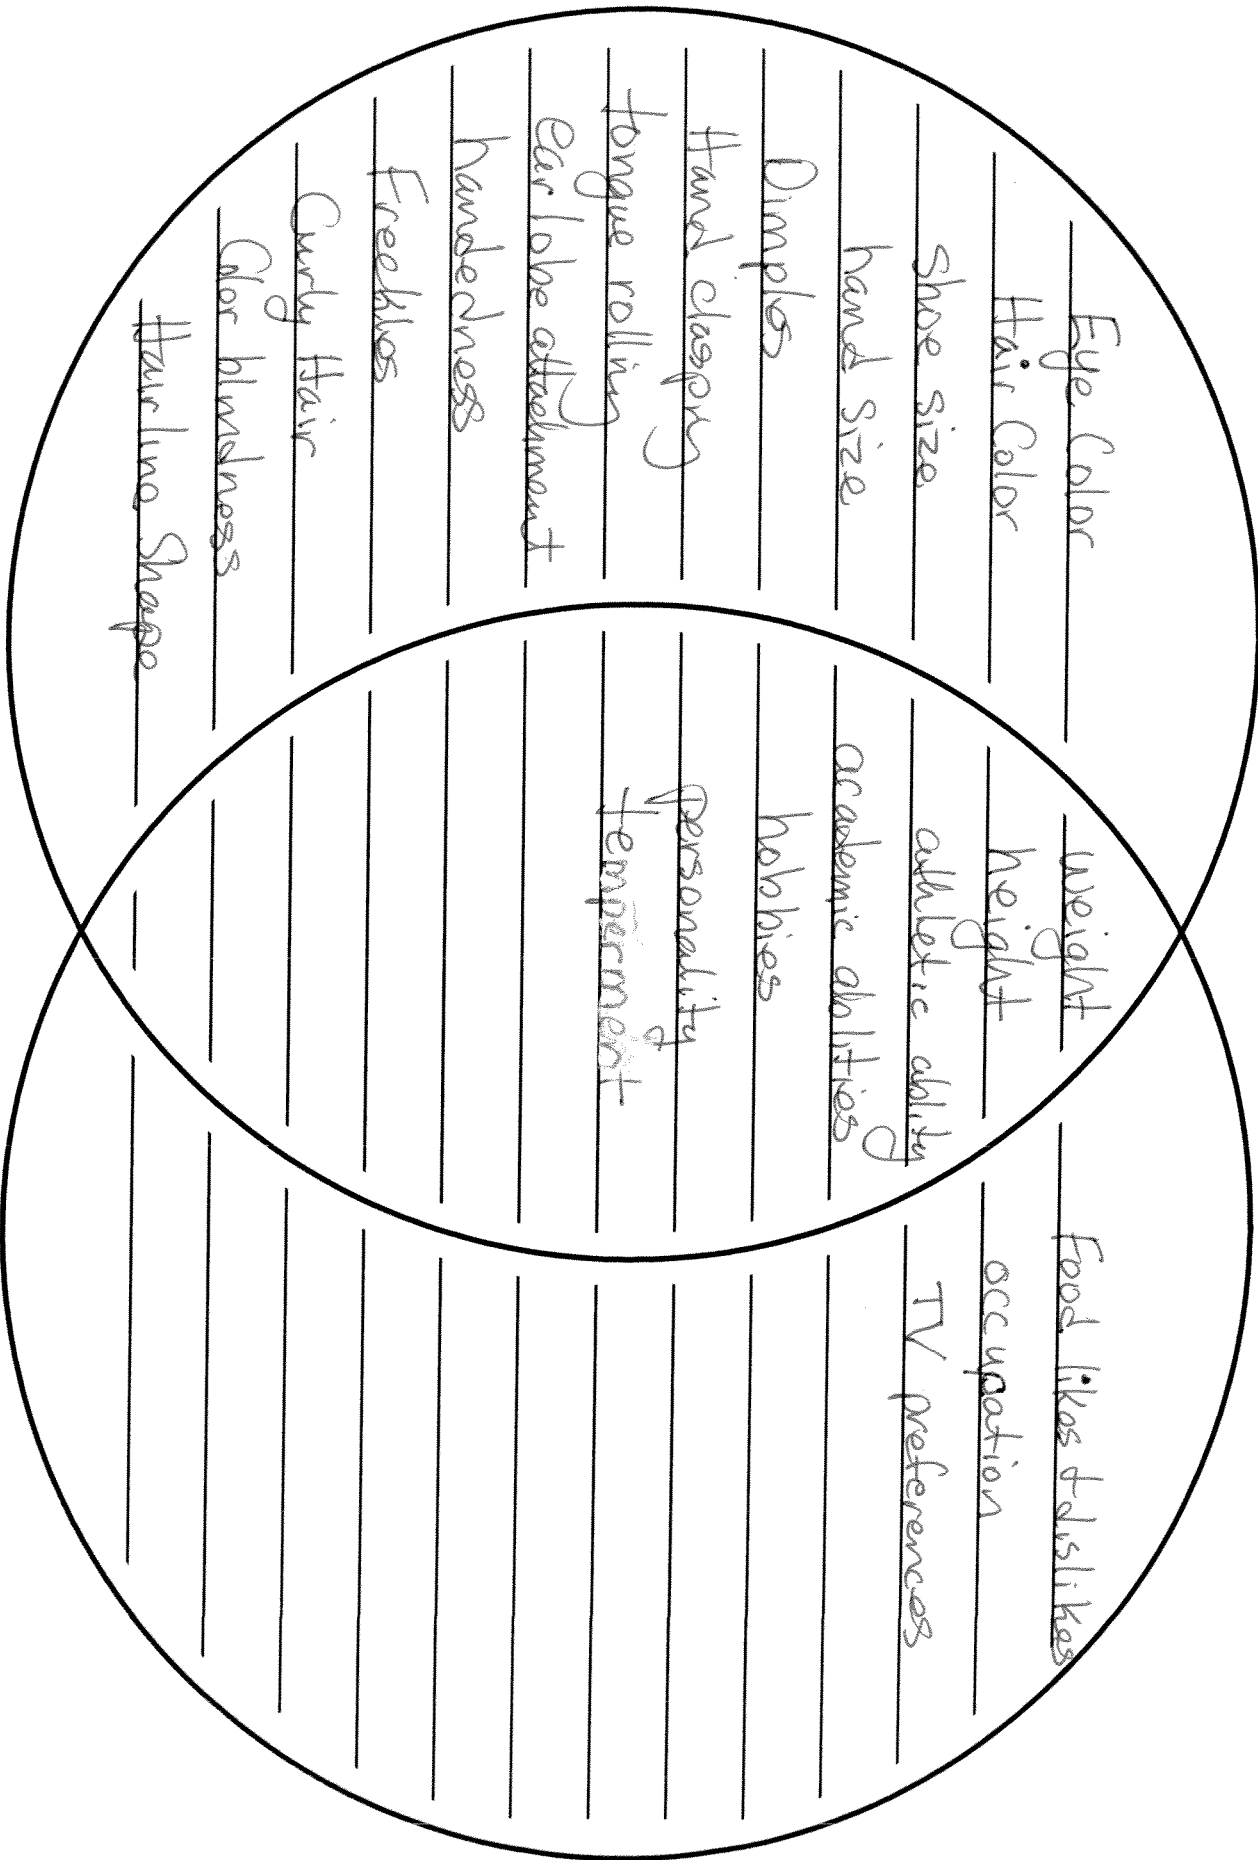 Eye Color
Hair Color
Shoe Size
hand Size
Dimples
Hand clasping
tongue rolling
ear lobe attachment
handedness
Freckles
Curly Hair
Color blindness
Hairline Shape
weight
height
athletic ability
academic abilities
hobbies
personality
temperment
Food likes + dislikes
occupation
TV preferences